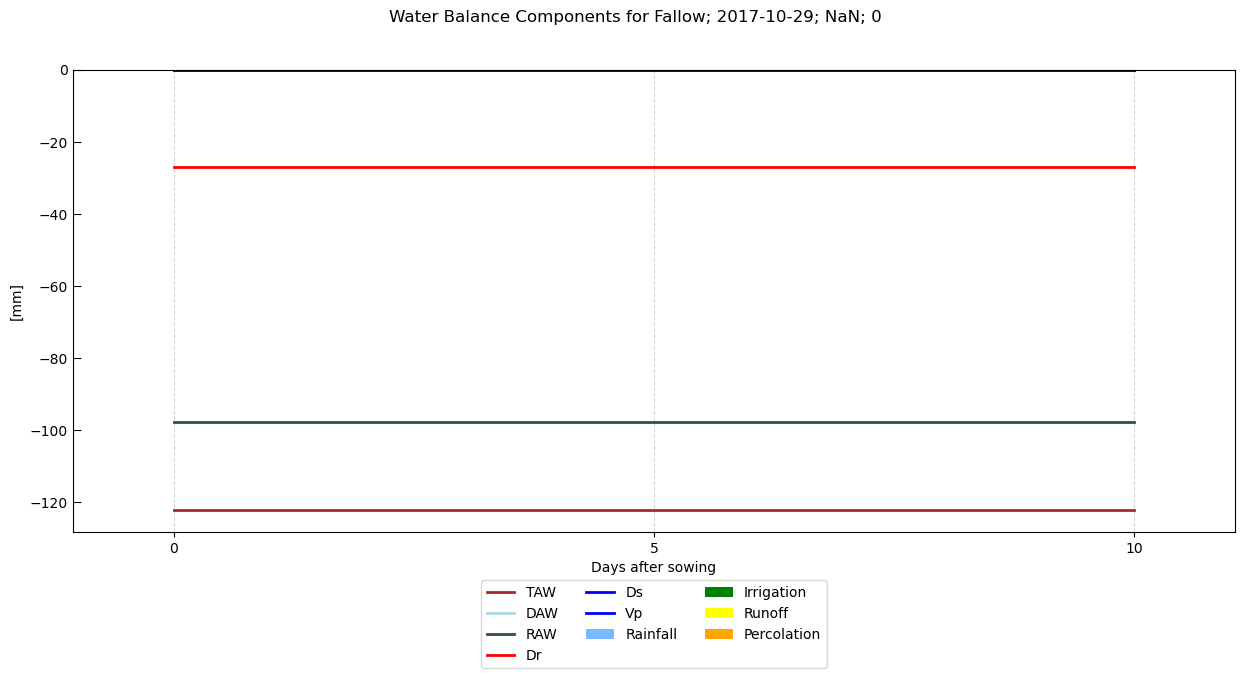 Water Balance Components for Fallow; 2017-10-29; NaN; 0
0
−20
−40
−60
−80
−100
−120
[mm]
0 5 10
Days after sowing
TAW Ds Irrigation
DAW Vp Runoff
RAW Rainfall Percolation
Dr